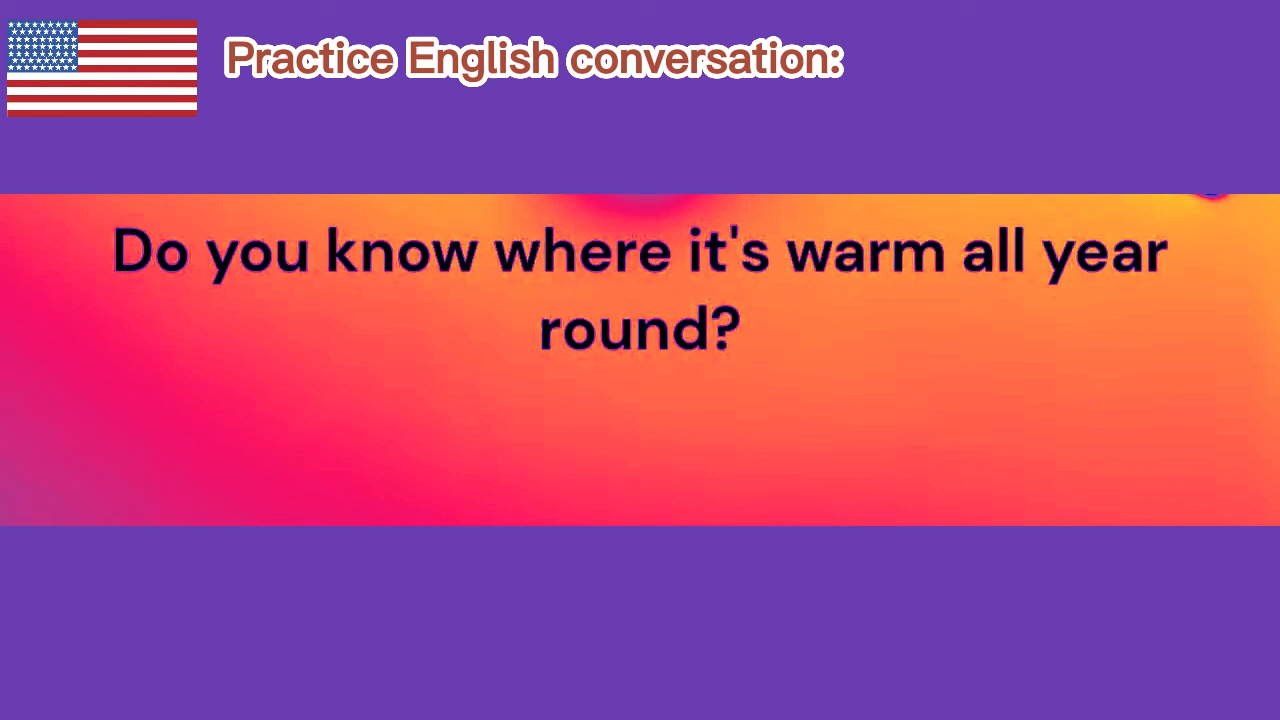 Practice English conversation:
Do you know where it's warm all year
round?